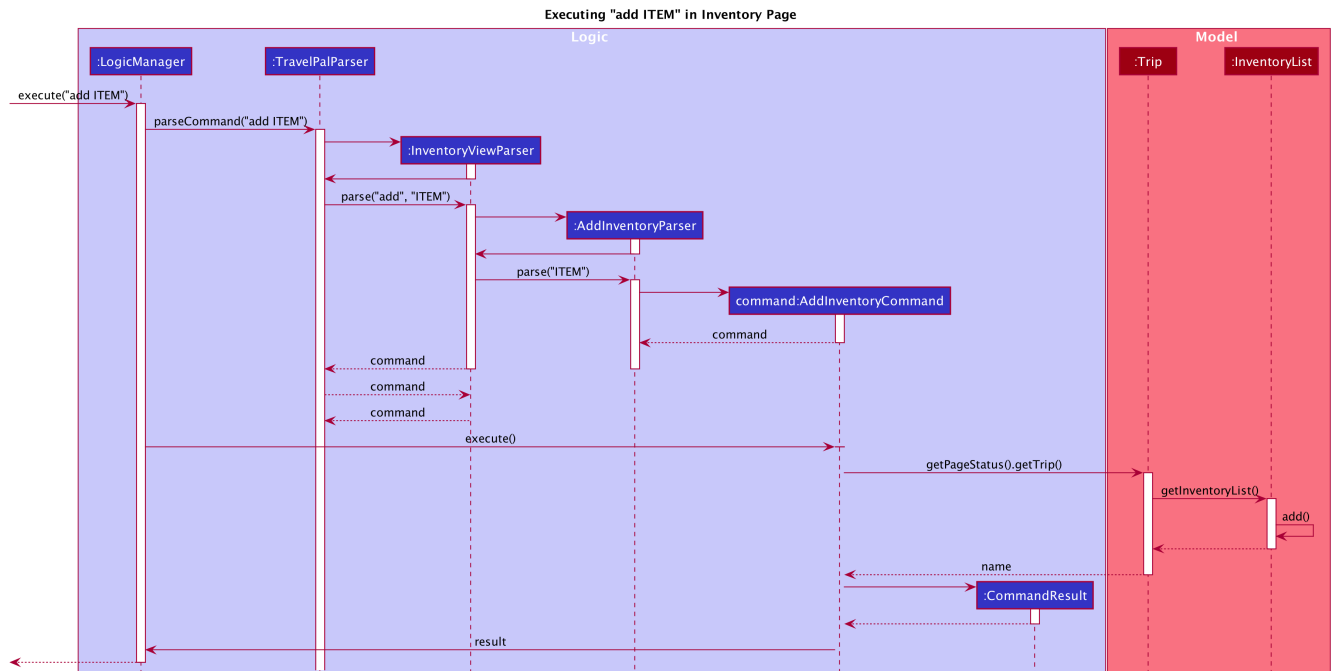 Executing "add ITEM" in Inventory Page
Logic
Model
:LogicManager
:TravelPalParser
:Trip
:InventoryList
execute("add ITEM")
parseCommand("add ITEM")
:InventoryViewParser
parse("add", "ITEM")
:AddInventoryParser
parse("ITEM")
command:AddInventoryCommand
command
command
command
command
execute()
getPageStatus().getTrip()
getInventoryList()
add()
name
:CommandResult
result